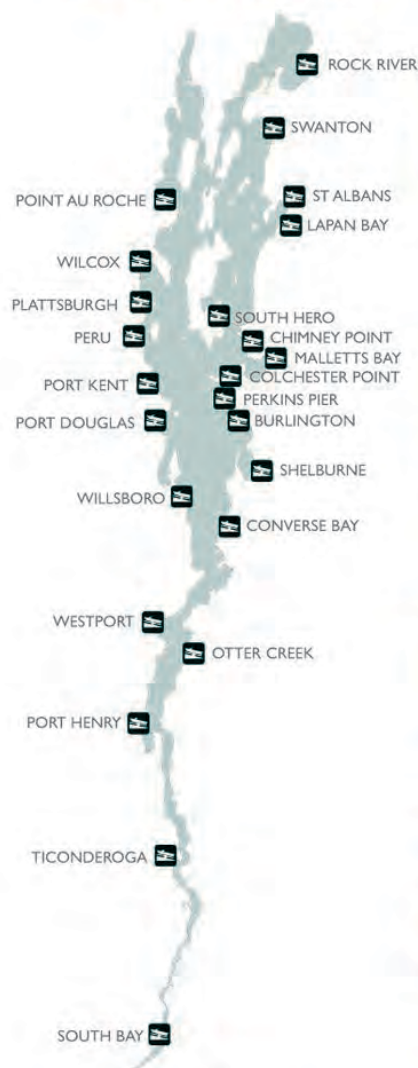 ROCK RIVER
SWANTON
POINT AU ROCHE
ST ALBANS
LAPAN BAY
WILCOX
PLATTSBURGH
SOUTH HERO
PERU
CHIMNEY POINT
MALLETTS BAY
PORT KENT
COLCHESTER POINT
PERKINS PIER
PORT DOUGLAS
BURLINGTON
SHELBURNE
WILLSBORO
CONVERSE BAY
WESTPORT
OTTER CREEK
PORT HENRY
TICONDEROGA
SOUTH BAY